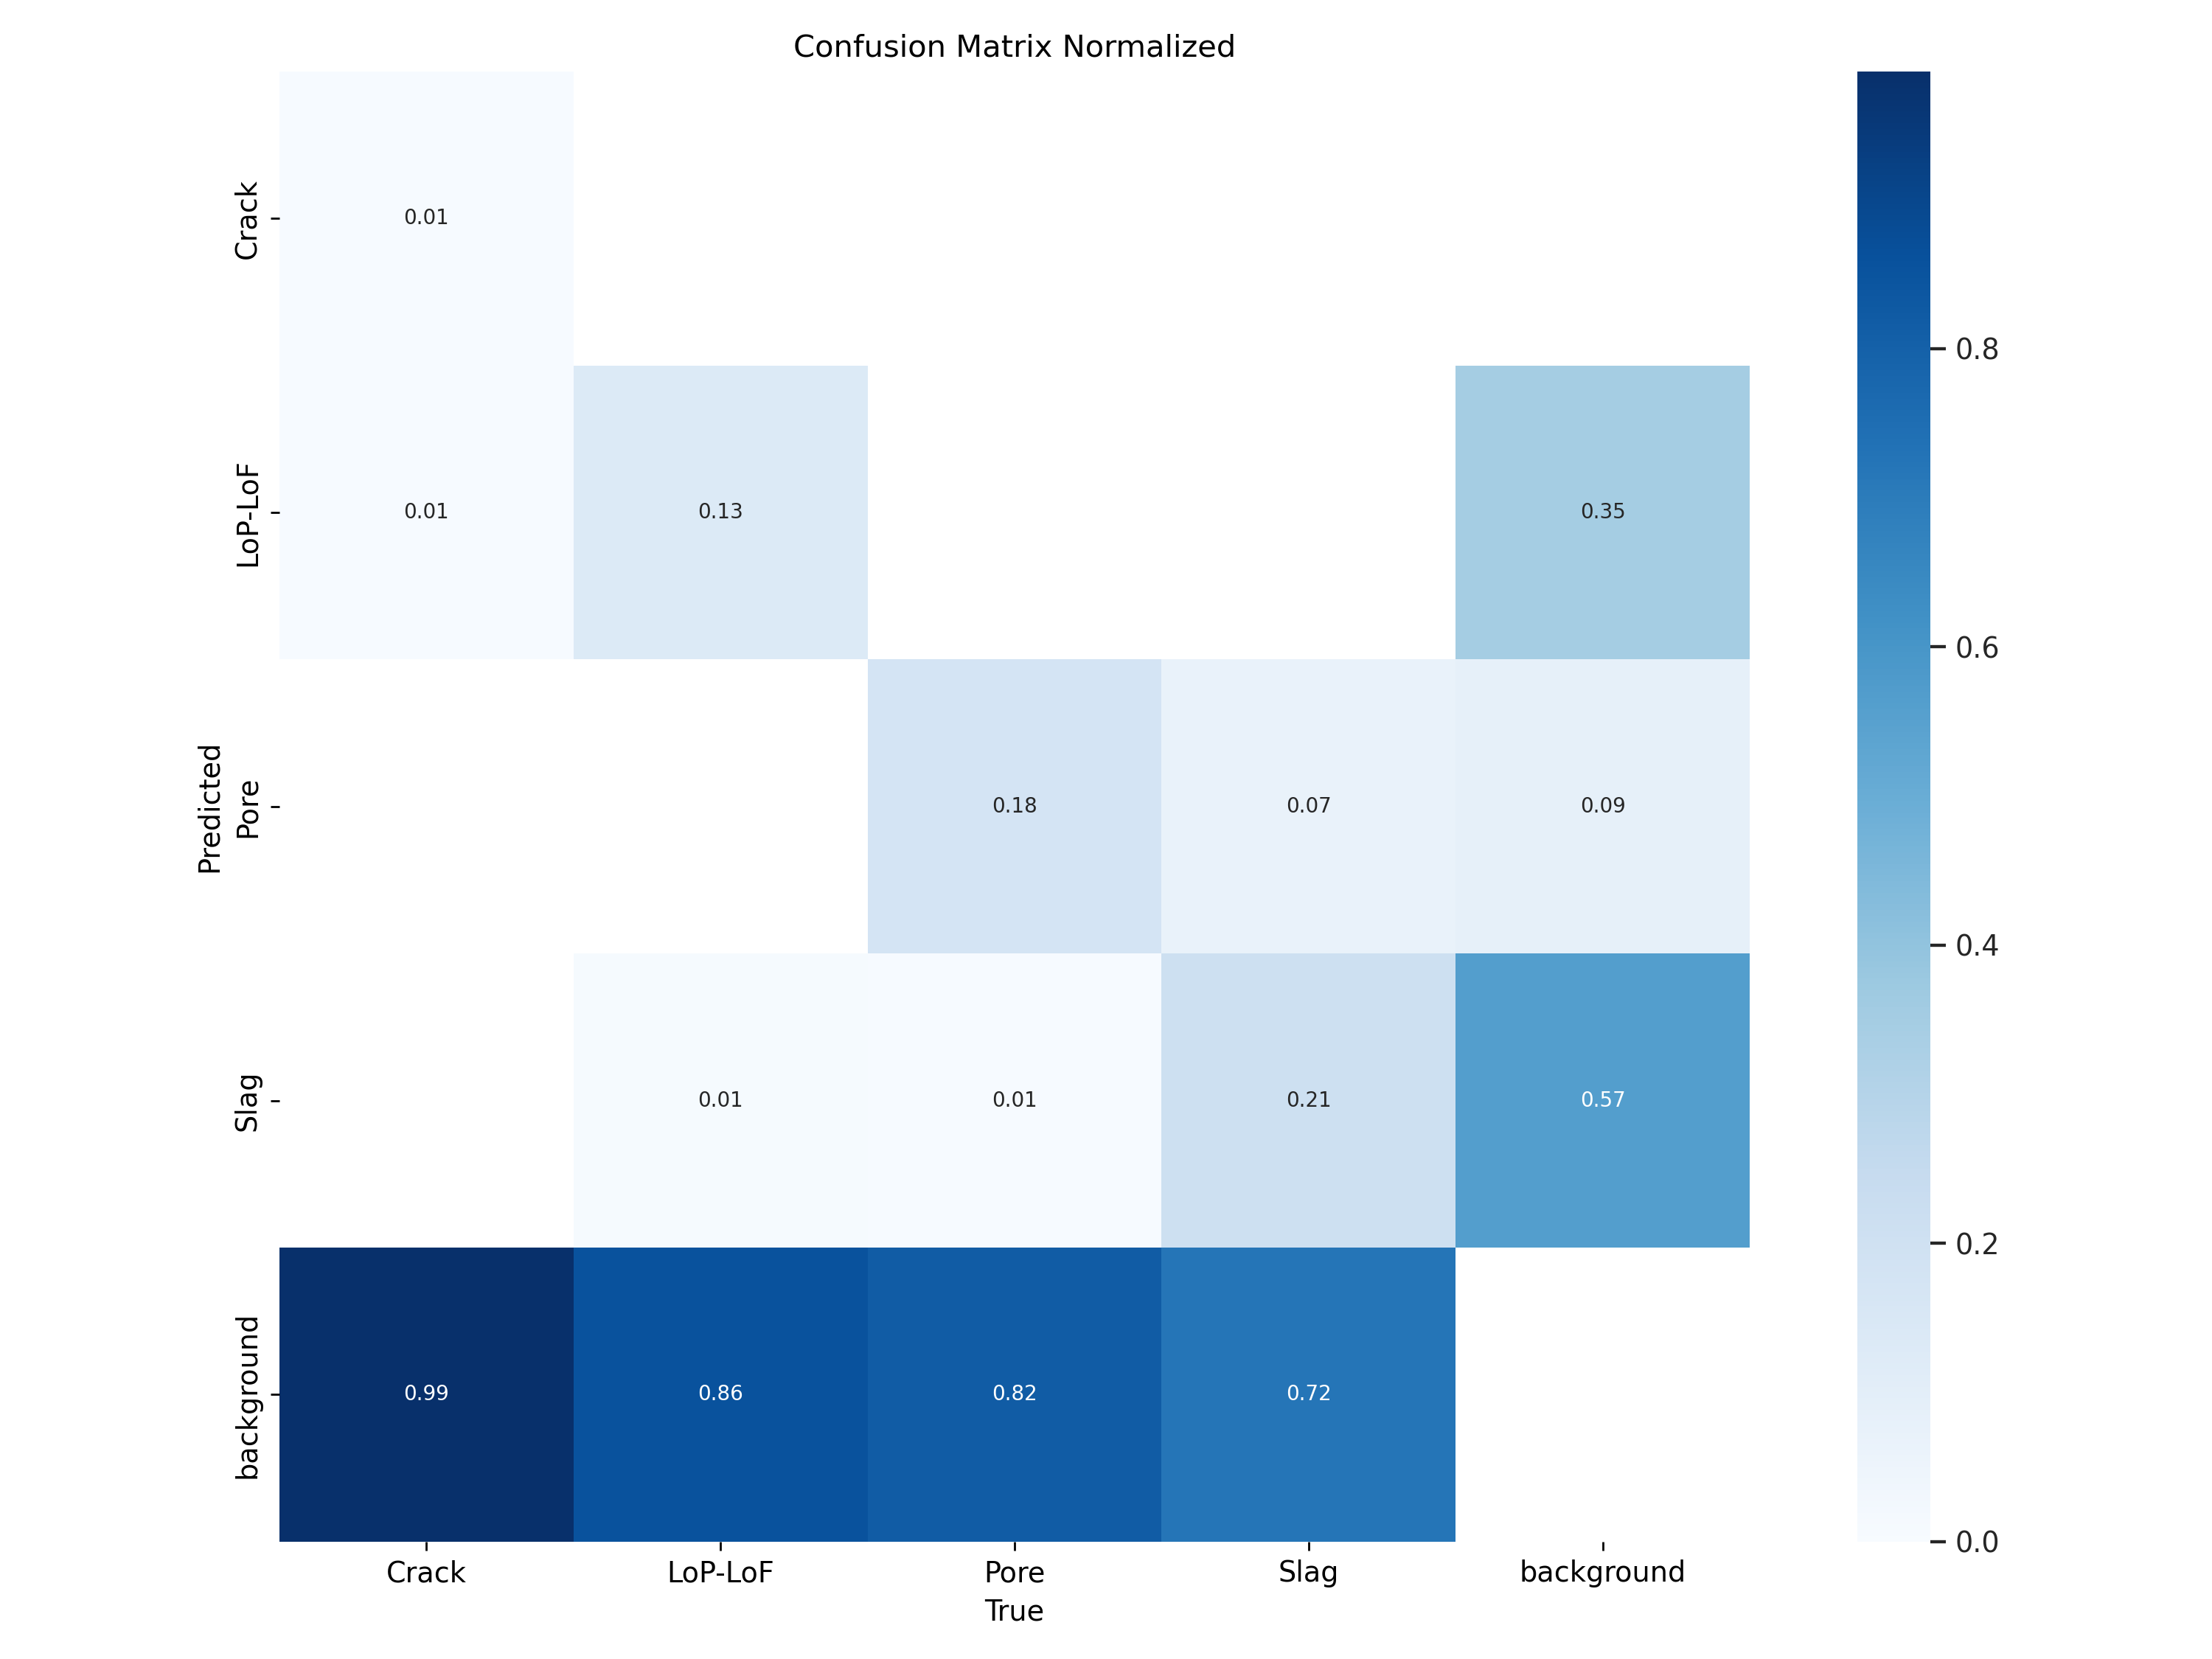 Confusion Matrix Normalized
Crack
0.01
LoP-LoF
0.01 0.13 0.35
Predicted
Pore
0.18 0.07 0.09
Slag
0.01 0.01 0.21 0.57
background
0.99 0.86 0.82 0.72
Crack LoP-LoF Pore Slag background
True
0.8
0.6
0.4
0.2
0.0